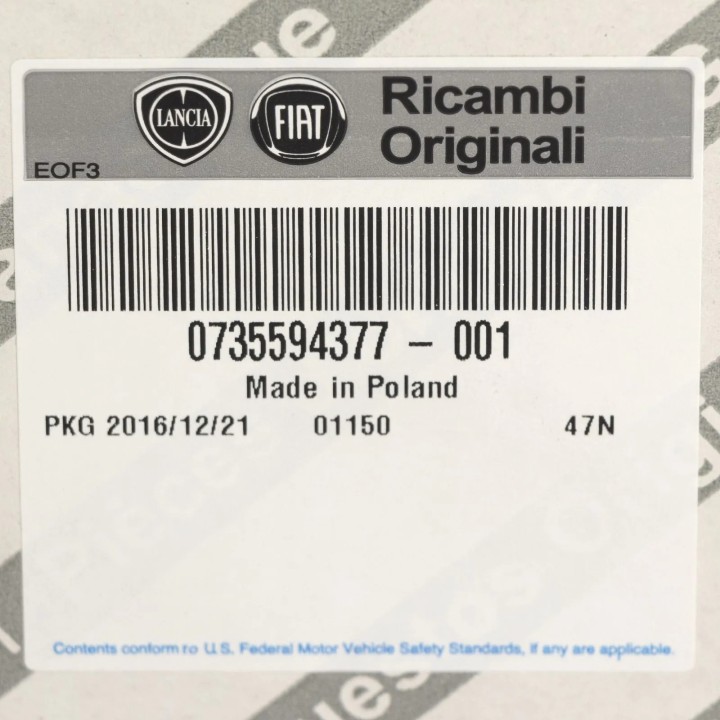 LANCIA
FIAT
Ricambi
Originali
EOF3
0735594377 - 001
Made in Poland
PKG 2016/12/21 01150 47N
Contents conform to U.S. Federal Motor Vehicle Safety Standards, If any are applicable.